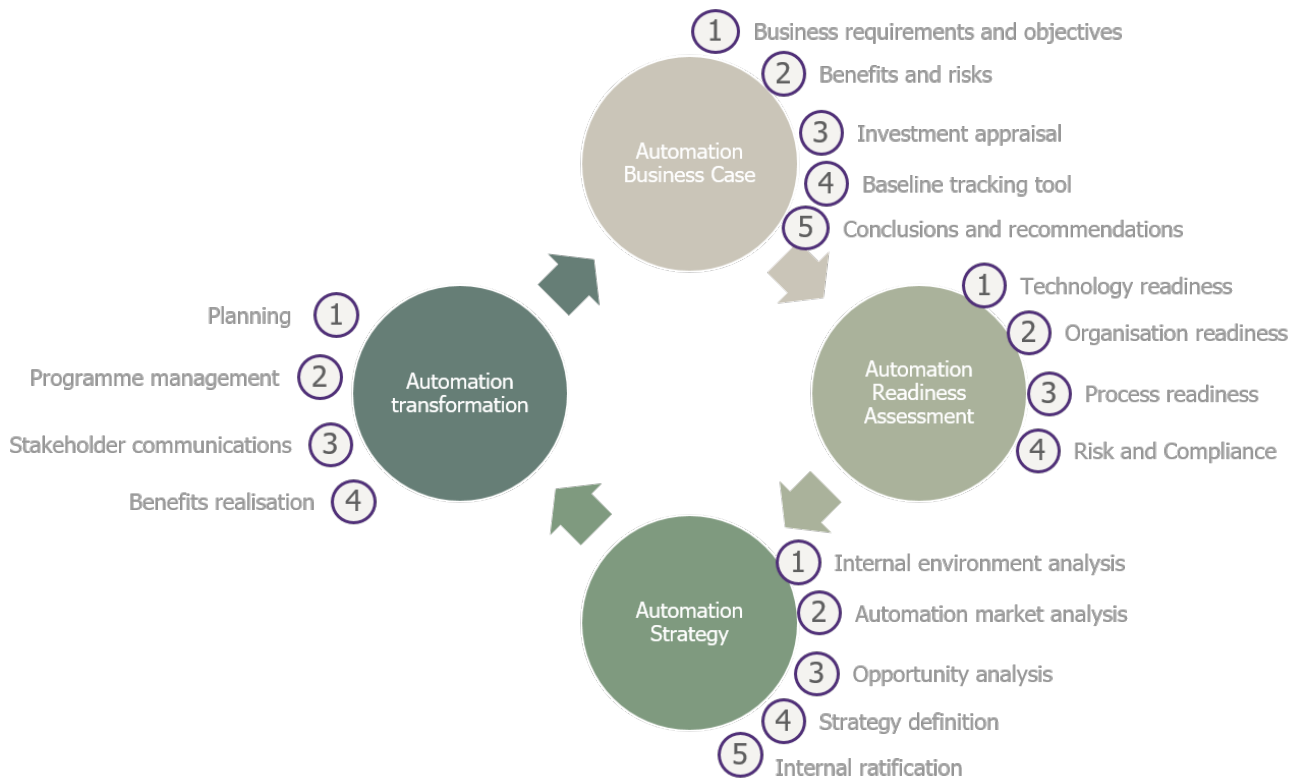 1 Business requirements and objectives
2 Benefits and risks
3 Investment appraisal
4 Baseline tracking tool
5 Conclusions and recommendations
Automation
Business Case
1 Technology readiness
2 Organisation readiness
3 Process readiness
4 Risk and Compliance
Automation
Readiness
Assessment
1 Internal environment analysis
2 Automation market analysis
3 Opportunity analysis
4 Strategy definition
5 Internal ratification
Automation
Strategy
Planning 1
Programme management 2
Stakeholder communications 3
Benefits realisation 4
Automation
transformation